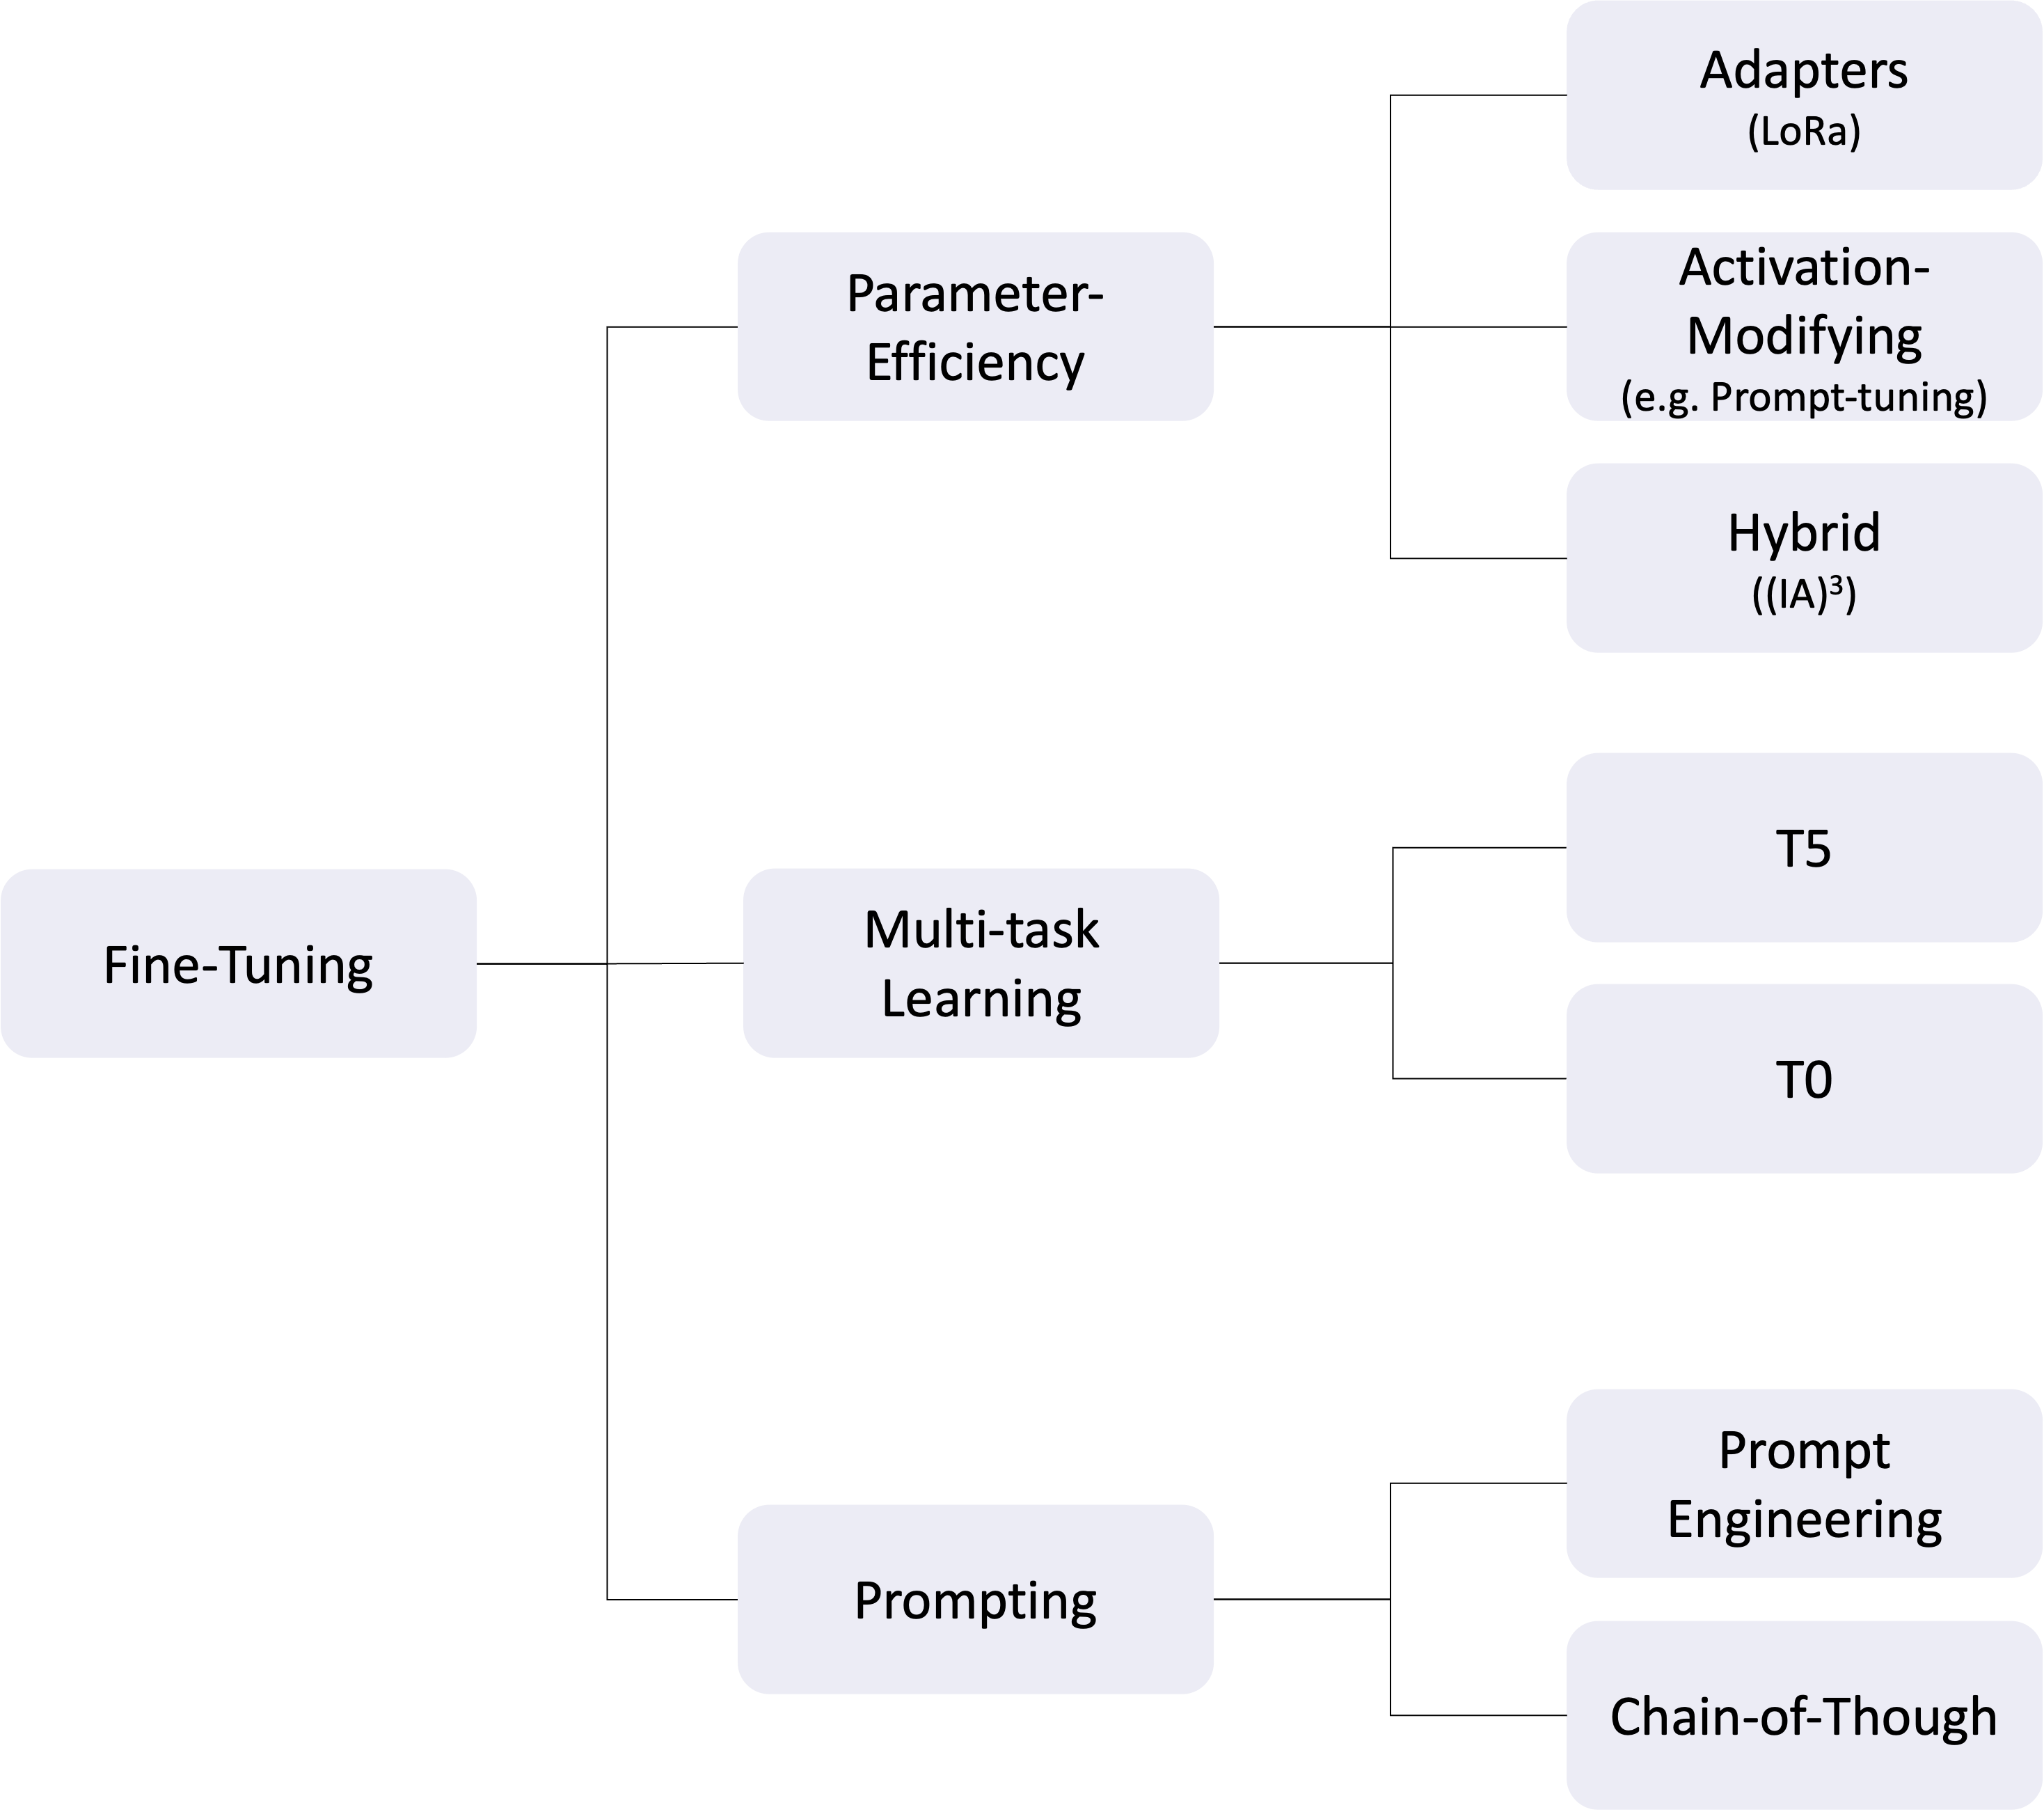 Adapters
(LoRa)
Parameter-
Efficiency
Activation-
Modifying
(e.g. Prompt-tuning)
Hybrid
((IA)³)
Fine-Tuning
Multi-task
Learning
T5
T0
Prompting
Prompt
Engineering
Chain-of-Though